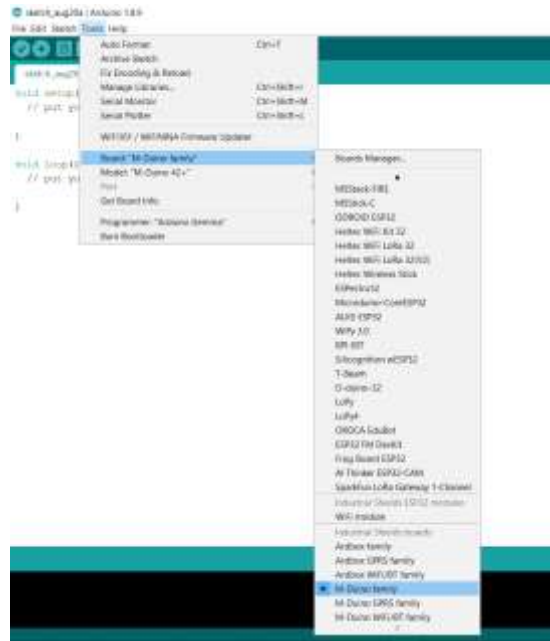 sketch_aug20a | Arduino 1.8.9
File Edit Sketch Tools Help
Auto Format Ctrl+T
Archive Sketch
Fix Encoding & Reload
Manage Libraries... Ctrl+Shift+I
Serial Monitor Ctrl+Shift+M
Serial Plotter Ctrl+Shift+L
WiFi101 / WiFiNINA Firmware Updater
Board: "M-Duino family"
Model: "M-Duino 42+"
Port
Get Board Info
Programmer: "Arduino Gemma"
Burn Bootloader
void setup
// put yo
}
void loop
// put yo
}
Boards Manager...
M5Stack-FIRE
M5Stick-C
ODROID ESP32
Heltec WiFi Kit 32
Heltec WiFi LoRa 32
Heltec WiFi LoRa 32(V2)
Heltec Wireless Stick
ESPectro32
Microduino-CoreESP32
ALKS ESP32
WiPy 3.0
BPI-BIT
Silicognition wESP32
T-Beam
D-duino-32
LoPy
LoPy4
OROCA EduBot
ESP32 FM DevKit
Frog Board ESP32
AI Thinker ESP32-CAM
SparkFun LoRa Gateway 1-Channel
Industrial Shields ESP32 modules
WiFi module
Industrial Shields boards
Ardbox family
Ardbox GPRS family
Ardbox WiFi/BT family
M-Duino family
M-Duino GPRS family
M-Duino WiFi/BT family